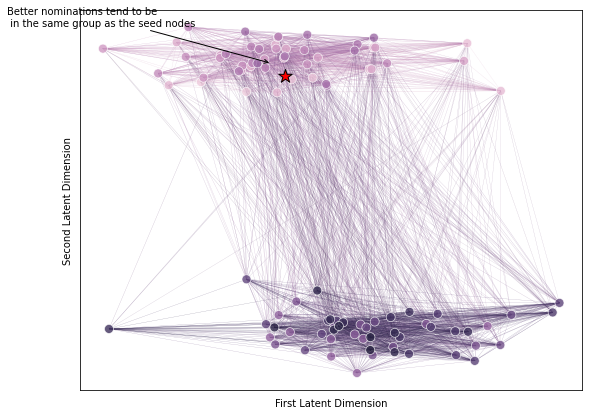 Better nominations tend to be
in the same group as the seed nodes
Second Latent Dimension
First Latent Dimension